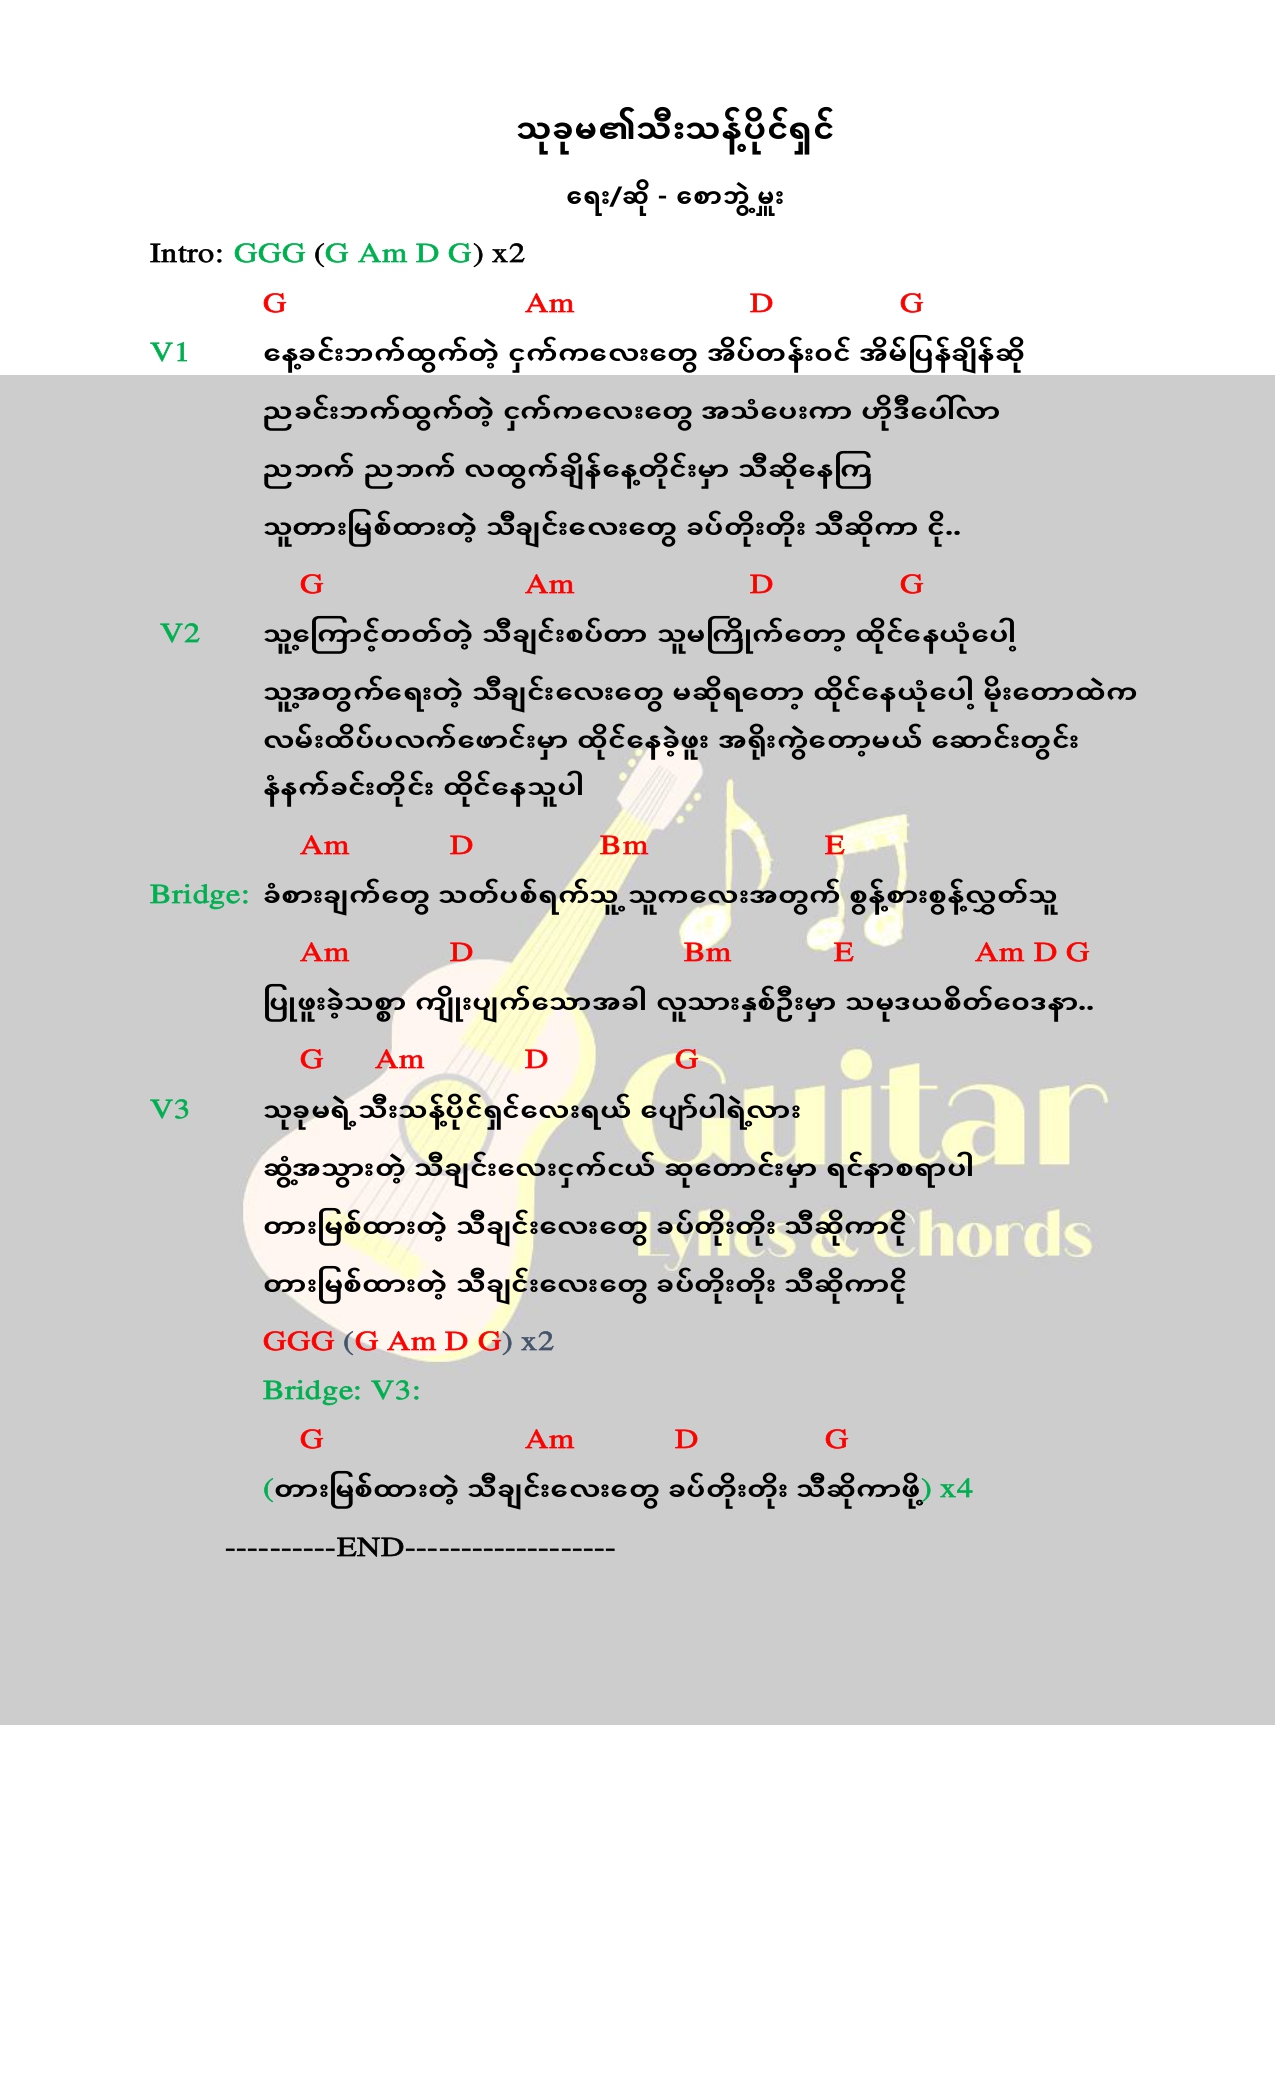 သုခုမ၏သီးသန့်ပိုင်ရှင်
ရေး/ဆို - စောဘွဲ့မှူး
Intro: GGG (G Am D G) x2
G Am D G
V1 နေ့ခင်းဘက်ထွက်တဲ့ ငှက်ကလေးတွေ အိပ်တန်းဝင် အိမ်ပြန်ချိန်ဆို
ညခင်းဘက်ထွက်တဲ့ ငှက်ကလေးတွေ အသံပေးကာ ဟိုဒီပေါ်လာ
ညဘက် ညဘက် လထွက်ချိန်နေ့တိုင်းမှာ သီဆိုနေကြ
သူတားမြစ်ထားတဲ့ သီချင်းလေးတွေ ခပ်တိုးတိုး သီဆိုကာ ငို..
G Am D G
V2 သူ့ကြောင့်တတ်တဲ့ သီချင်းစပ်တာ သူမကြိုက်တော့ ထိုင်နေယုံပေါ့
သူ့အတွက်ရေးတဲ့ သီချင်းလေးတွေ မဆိုရတော့ ထိုင်နေယုံပေါ့ မိုးတောထဲက
လမ်းထိပ်ပလက်ဖောင်းမှာ ထိုင်နေခဲ့ဖူး အရိုးကွဲတော့မယ် ဆောင်းတွင်း
နံနက်ခင်းတိုင်း ထိုင်နေသူပါ
Am D Bm E
Bridge: ခံစားချက်တွေ သတ်ပစ်ရက်သူ့ သူကလေးအတွက် စွန့်စားစွန့်လွှတ်သူ
Am D Bm E Am D G
ပြုဖူးခဲ့သစ္စာ ကျိုးပျက်သောအခါ လူသားနှစ်ဦးမှာ သမုဒယစိတ်ဝေဒနာ..
G Am D G
V3 သုခုမရဲ့သီးသန့်ပိုင်ရှင်လေးရယ် ပျော်ပါရဲ့လား
ဆွံ့အသွားတဲ့ သီချင်းလေးငှက်ငယ် ဆုတောင်းမှာ ရင်နာစရာပါ
တားမြစ်ထားတဲ့ သီချင်းလေးတွေ ခပ်တိုးတိုး သီဆိုကာငို
တားမြစ်ထားတဲ့ သီချင်းလေးတွေ ခပ်တိုးတိုး သီဆိုကာငို
GGG (G Am D G) x2
Bridge: V3:
G Am D G
(တားမြစ်ထားတဲ့ သီချင်းလေးတွေ ခပ်တိုးတိုး သီဆိုကာဖို့) x4
----------END-------------------
Guitar
Lyrics & Chords